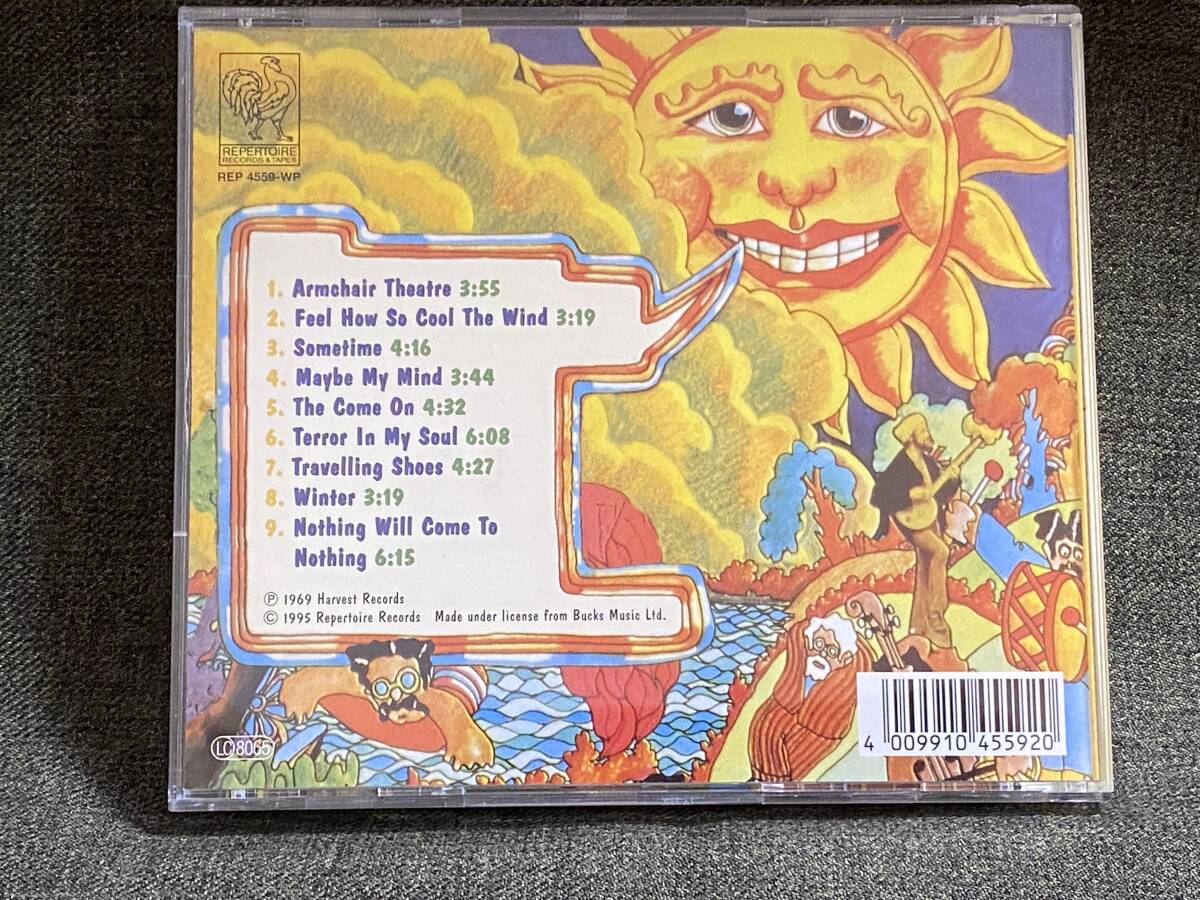 REPERTOIRE
RECORDS & TAPES
REP 4559-WP
1. Armchair Theatre 3:55
2. Feel How So Cool The Wind 3:19
3. Sometime 4:16
4. Maybe My Mind 3:44
5. The Come On 4:32
6. Terror In My Soul 6:08
7. Travelling Shoes 4:27
8. Winter 3:19
9. Nothing Will Come To
Nothing 6:15
Ⓟ 1969 Harvest Records
© 1995 Repertoire Records Made under license from Bucks Music Ltd.
LC 8065
4 009910 455920